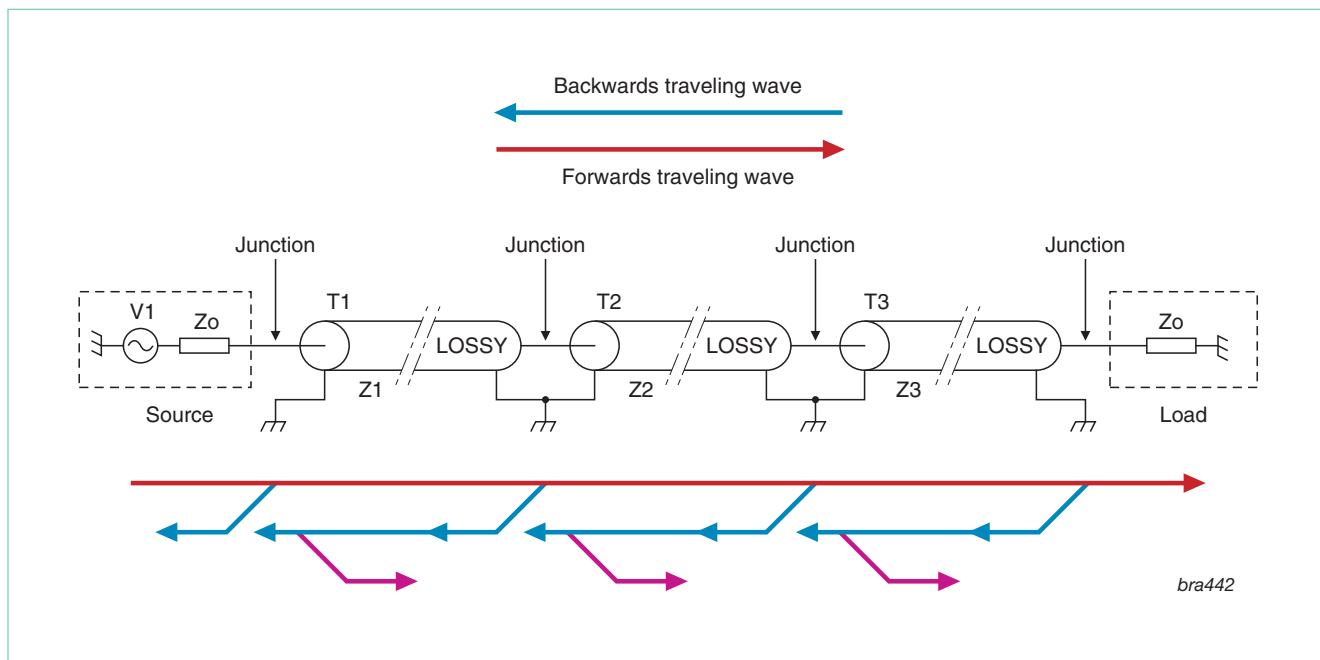 Backwards traveling wave
Forwards traveling wave
Junction
Junction
Junction
Junction
V1
Zo
T1
LOSSY
T2
LOSSY
T3
LOSSY
Zo
Z1
Z2
Z3
Source
Load
bra442